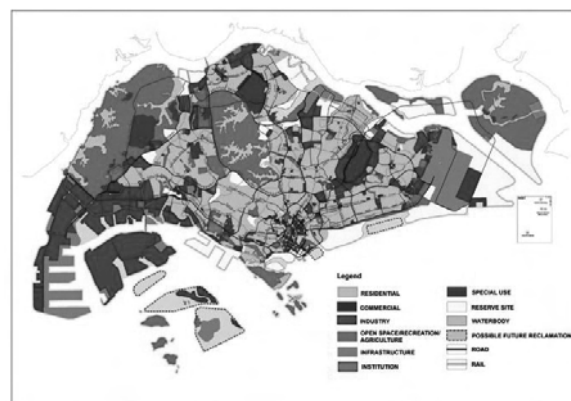 Legend
RESIDENTIAL
COMMERCIAL
INDUSTRY
OPEN SPACE/RECREATION/
AGRICULTURE
INFRASTRUCTURE
INSTITUTION
SPECIAL USE
RESERVE SITE
WATERBODY
POSSIBLE FUTURE RECLAMATION
ROAD
RAIL